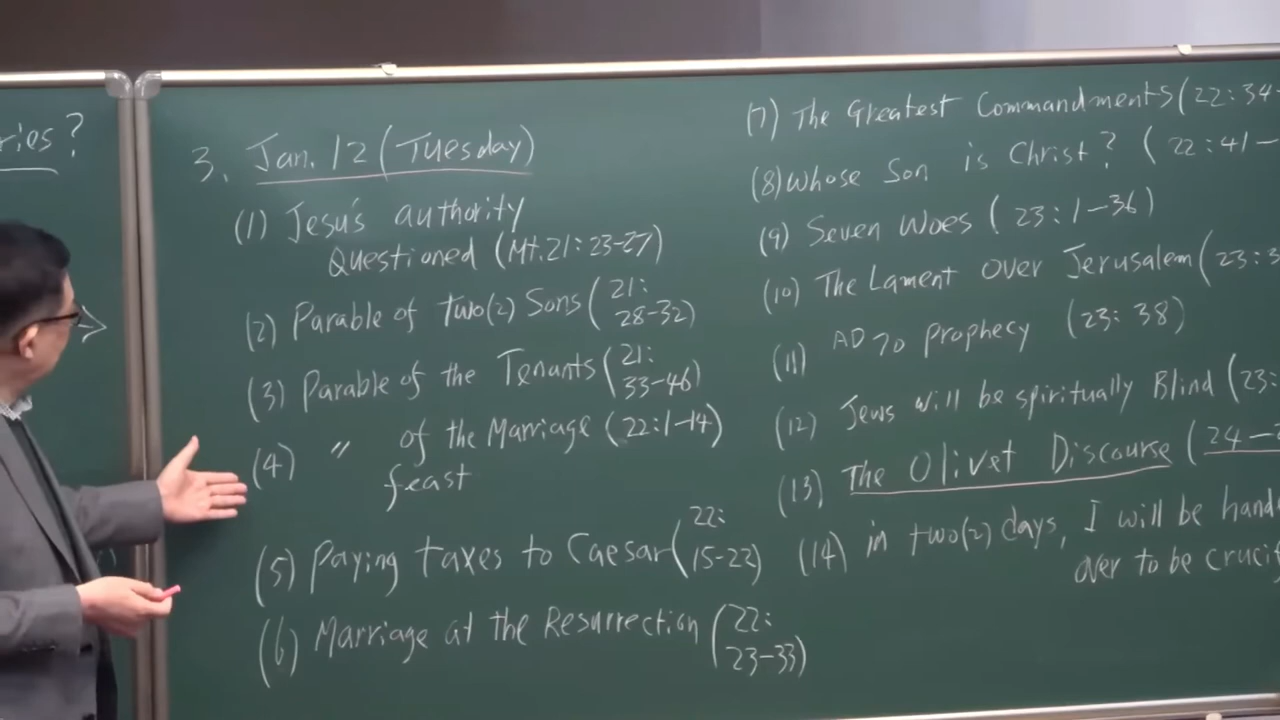 ries?
3. Jan. 12 (Tuesday)
(1) Jesu's authority
Questioned (Mt. 21: 23-27)
(2) Parable of two(2) Sons (21:
28-32)
(3) Parable of the Tenants (21:
33-46)
(4) 〃 of the Marriage (22:1-14)
feast
(5) Paying taxes to Caesar (22:
15-22)
(6) Marriage at the Resurrection (22:
23-33)
(7) The Greatest Commandments (22:34-
(8) Whose Son is Christ? (22:41-
(9) Seven Woes (23:1-36)
(10) The Lament Over Jerusalem (23:3
(11) AD 70 prophecy (23:38)
(12) Jews will be spiritually Blind (23:
(13) The Olivet Discourse (24-
(14) in two(2) days, I will be hand
over to be crucif